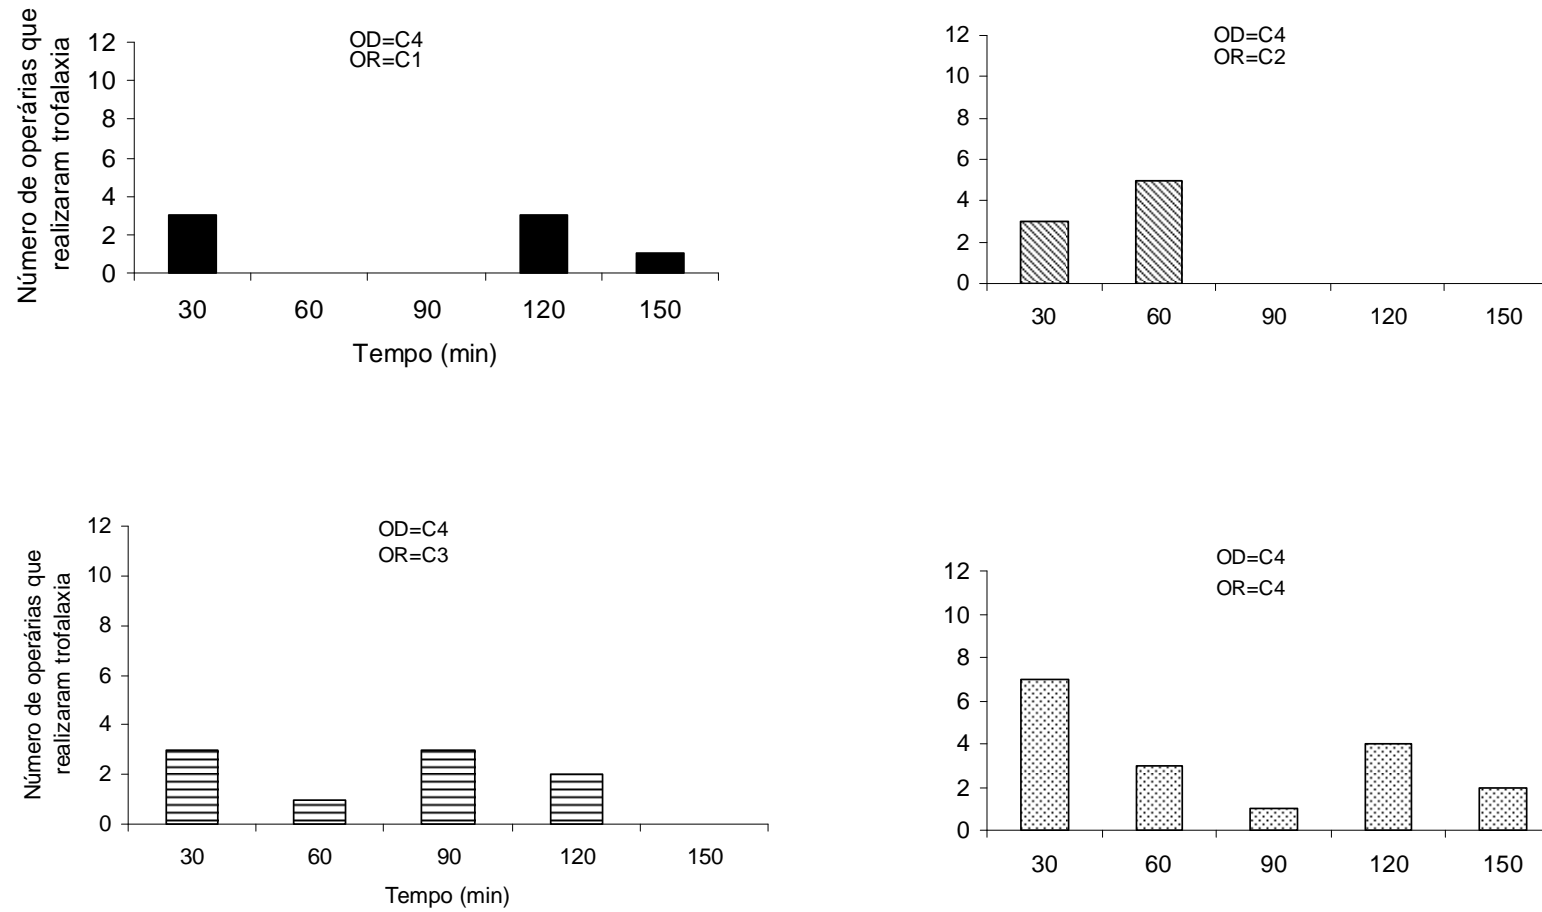 Número de operárias que
realizaram trofalaxia
OD=C4
OR=C1
12
10
8
6
4
2
0
30 60 90 120 150
Tempo (min)
OD=C4
OR=C2
12
10
8
6
4
2
0
30 60 90 120 150
Número de operárias que
realizaram trofalaxia
OD=C4
OR=C3
12
10
8
6
4
2
0
30 60 90 120 150
Tempo (min)
OD=C4
OR=C4
12
10
8
6
4
2
0
30 60 90 120 150